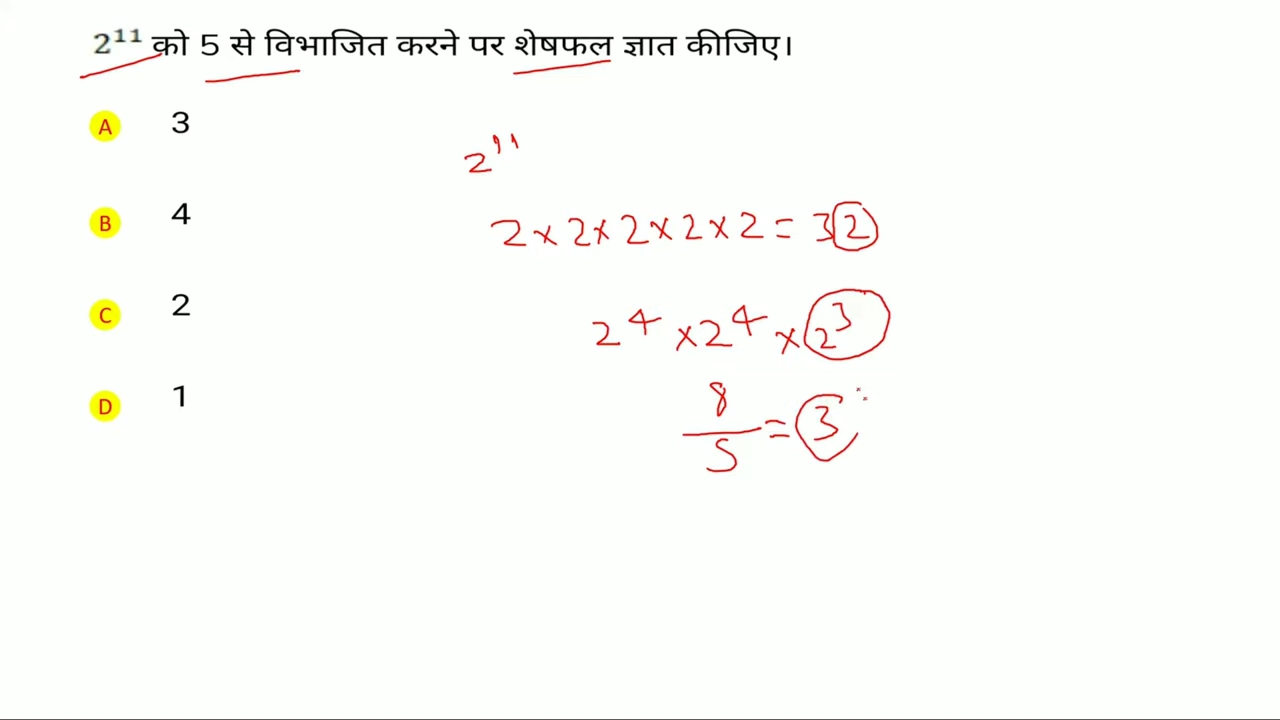 2¹¹ को 5 से विभाजित करने पर शेषफल ज्ञात कीजिए।
A 3
2¹¹
B 4
2 × 2 × 2 × 2 × 2 = 32
C 2
2⁴ × 2⁴ × 2³
D 1
8/5 = 3